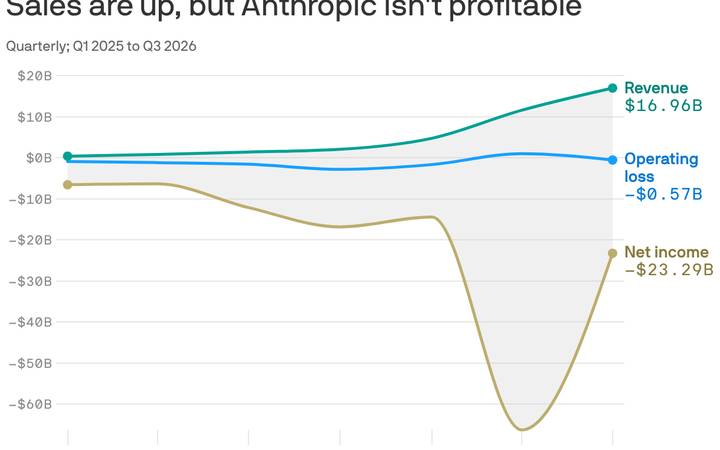 Sales are up, but Anthropic isn't profitable
Quarterly; Q1 2025 to Q3 2026
$20B
$10B
$0B
−$10B
−$20B
−$30B
−$40B
−$50B
−$60B
Revenue
$16.96B
Operating
loss
−$0.57B
Net income
−$23.29B